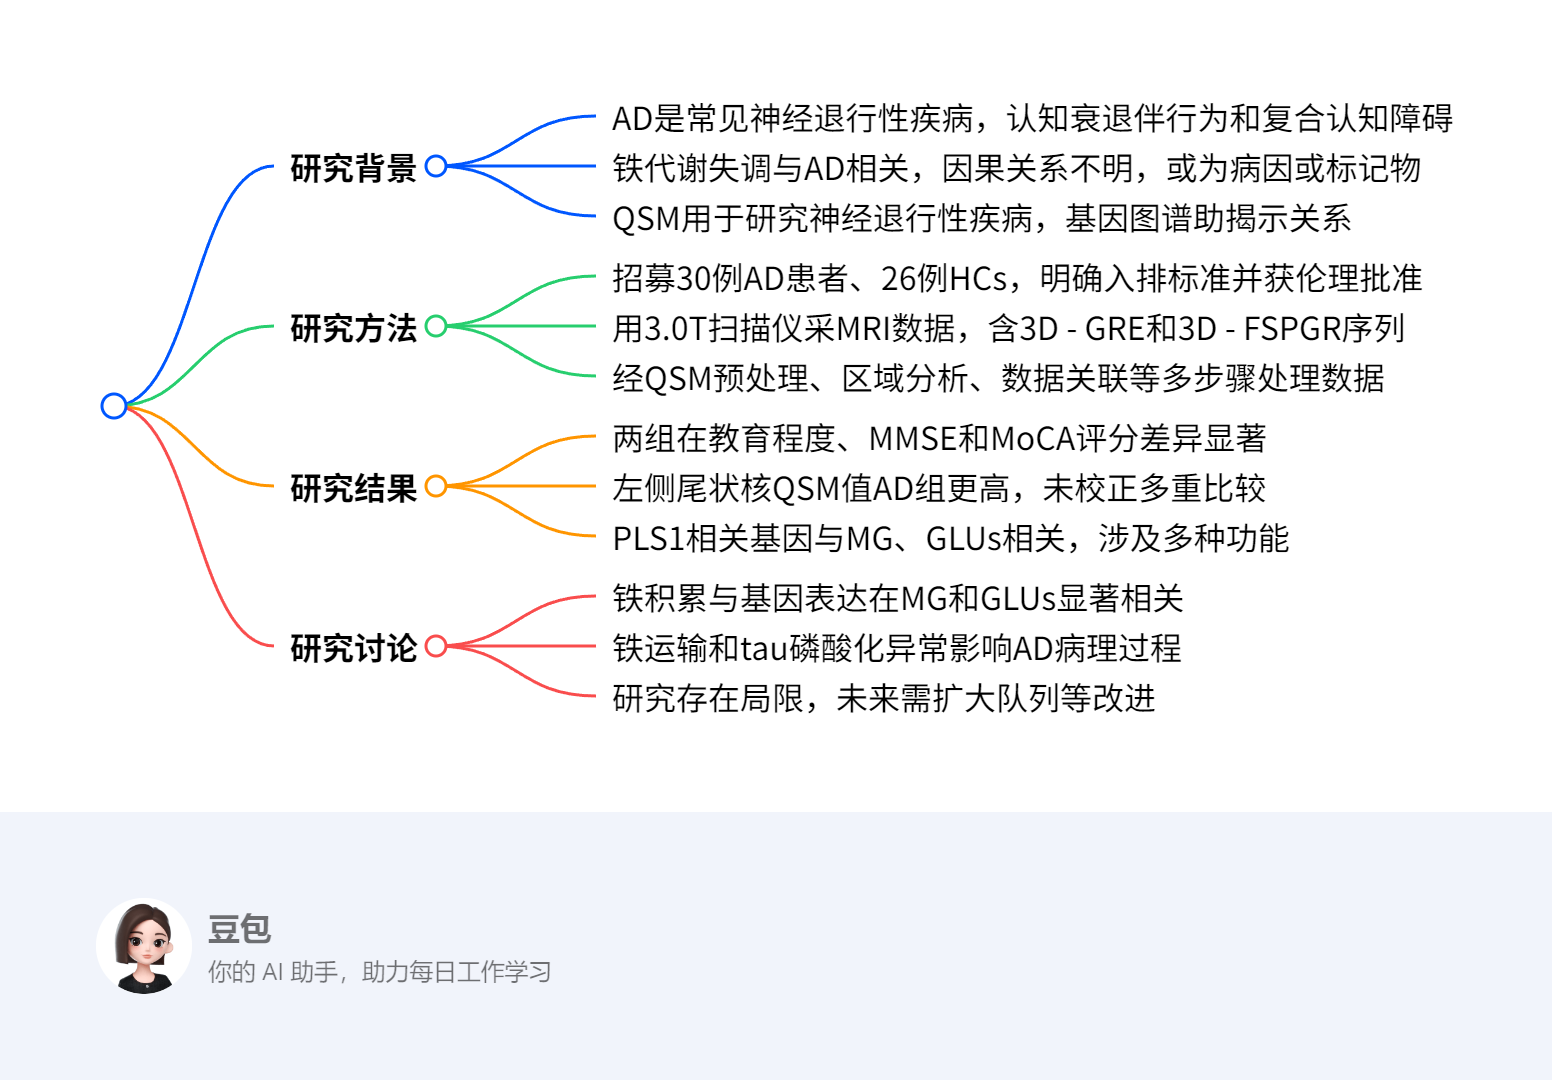 研究背景
AD是常见神经退行性疾病，认知衰退伴行为和复合认知障碍
铁代谢失调与AD相关，因果关系不明，或为病因或标记物
QSM用于研究神经退行性疾病，基因图谱助揭示关系
研究方法
招募30例AD患者、26例HCs，明确入排标准并获伦理批准
用3.0T扫描仪采MRI数据，含3D - GRE和3D - FSPGR序列
经QSM预处理、区域分析、数据关联等多步骤处理数据
研究结果
两组在教育程度、MMSE和MoCA评分差异显著
左侧尾状核QSM值AD组更高，未校正多重比较
PLS1相关基因与MG、GLUs相关，涉及多种功能
研究讨论
铁积累与基因表达在MG和GLUs显著相关
铁运输和tau磷酸化异常影响AD病理过程
研究存在局限，未来需扩大队列等改进
豆包
你的 AI 助手，助力每日工作学习